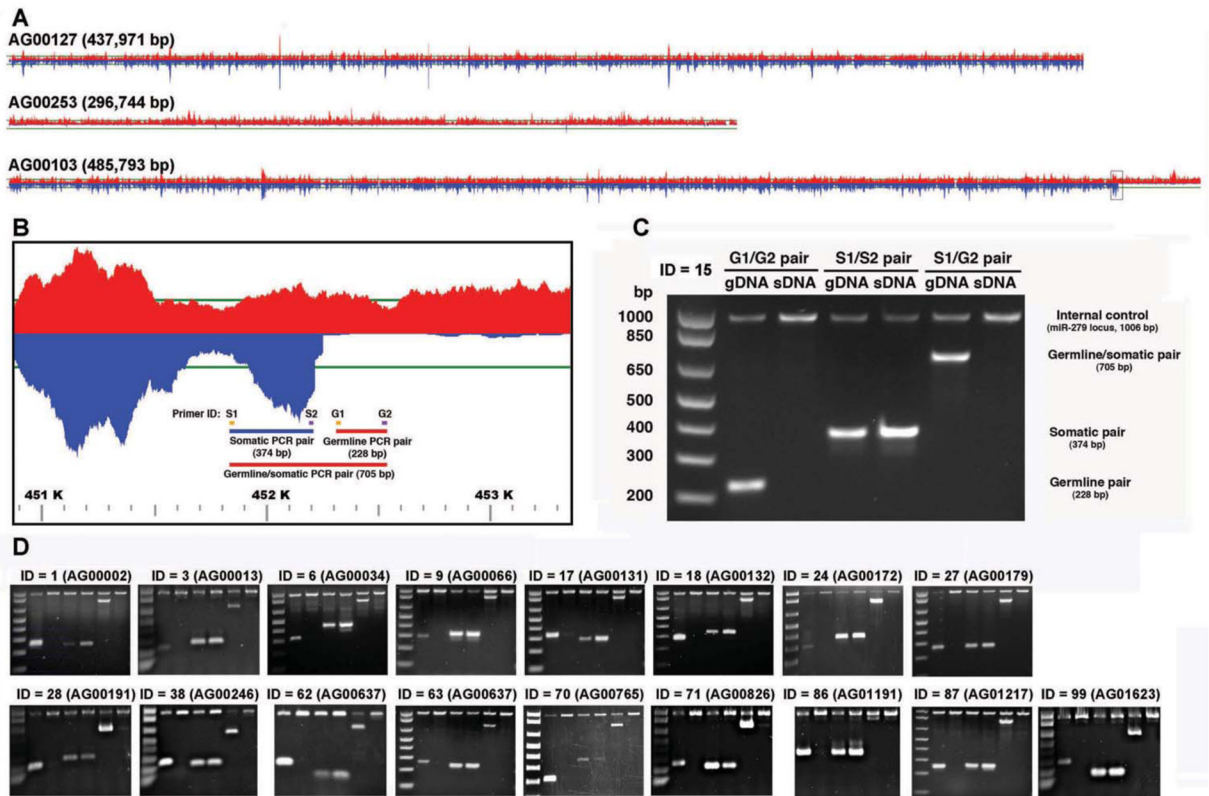 A
AG00127 (437,971 bp)
AG00253 (296,744 bp)
AG00103 (485,793 bp)
B
Primer ID: S1 S2 G1 G2
Somatic PCR pair Germline PCR pair
(374 bp) (228 bp)
Germline/somatic PCR pair (705 bp)
451 K 452 K 453 K
C
ID = 15 G1/G2 pair S1/S2 pair S1/G2 pair
gDNA sDNA gDNA sDNA gDNA sDNA
bp
1000
850
650
500
400
300
200
Internal control
(miR-279 locus, 1006 bp)
Germline/somatic pair
(705 bp)
Somatic pair
(374 bp)
Germline pair
(228 bp)
D
ID = 1 (AG00002) ID = 3 (AG00013) ID = 6 (AG00034) ID = 9 (AG00066) ID = 17 (AG00131) ID = 18 (AG00132) ID = 24 (AG00172) ID = 27 (AG00179)
ID = 28 (AG00191) ID = 38 (AG00246) ID = 62 (AG00637) ID = 63 (AG00637) ID = 70 (AG00765) ID = 71 (AG00826) ID = 86 (AG01191) ID = 87 (AG01217) ID = 99 (AG01623)